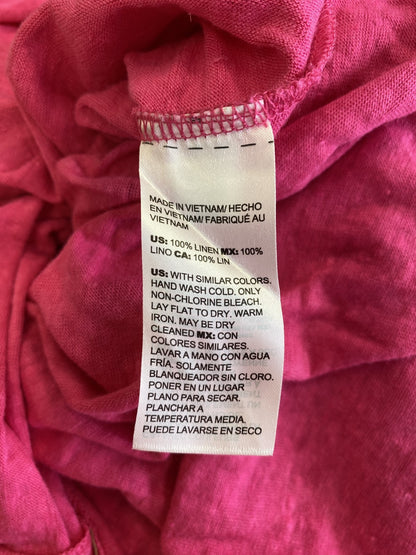 MADE IN VIETNAM/ HECHO
EN VIETNAM/ FABRIQUÉ AU
VIETNAM
US: 100% LINEN MX: 100%
LINO CA: 100% LIN
US: WITH SIMILAR COLORS.
HAND WASH COLD. ONLY
NON-CHLORINE BLEACH.
LAY FLAT TO DRY. WARM
IRON. MAY BE DRY
CLEANED MX: CON
COLORES SIMILARES.
LAVAR A MANO CON AGUA
FRÍA. SOLAMENTE
BLANQUEADOR SIN CLORO.
PONER EN UN LUGAR
PLANO PARA SECAR.
PLANCHAR A
TEMPERATURA MEDIA.
PUEDE LAVARSE EN SECO